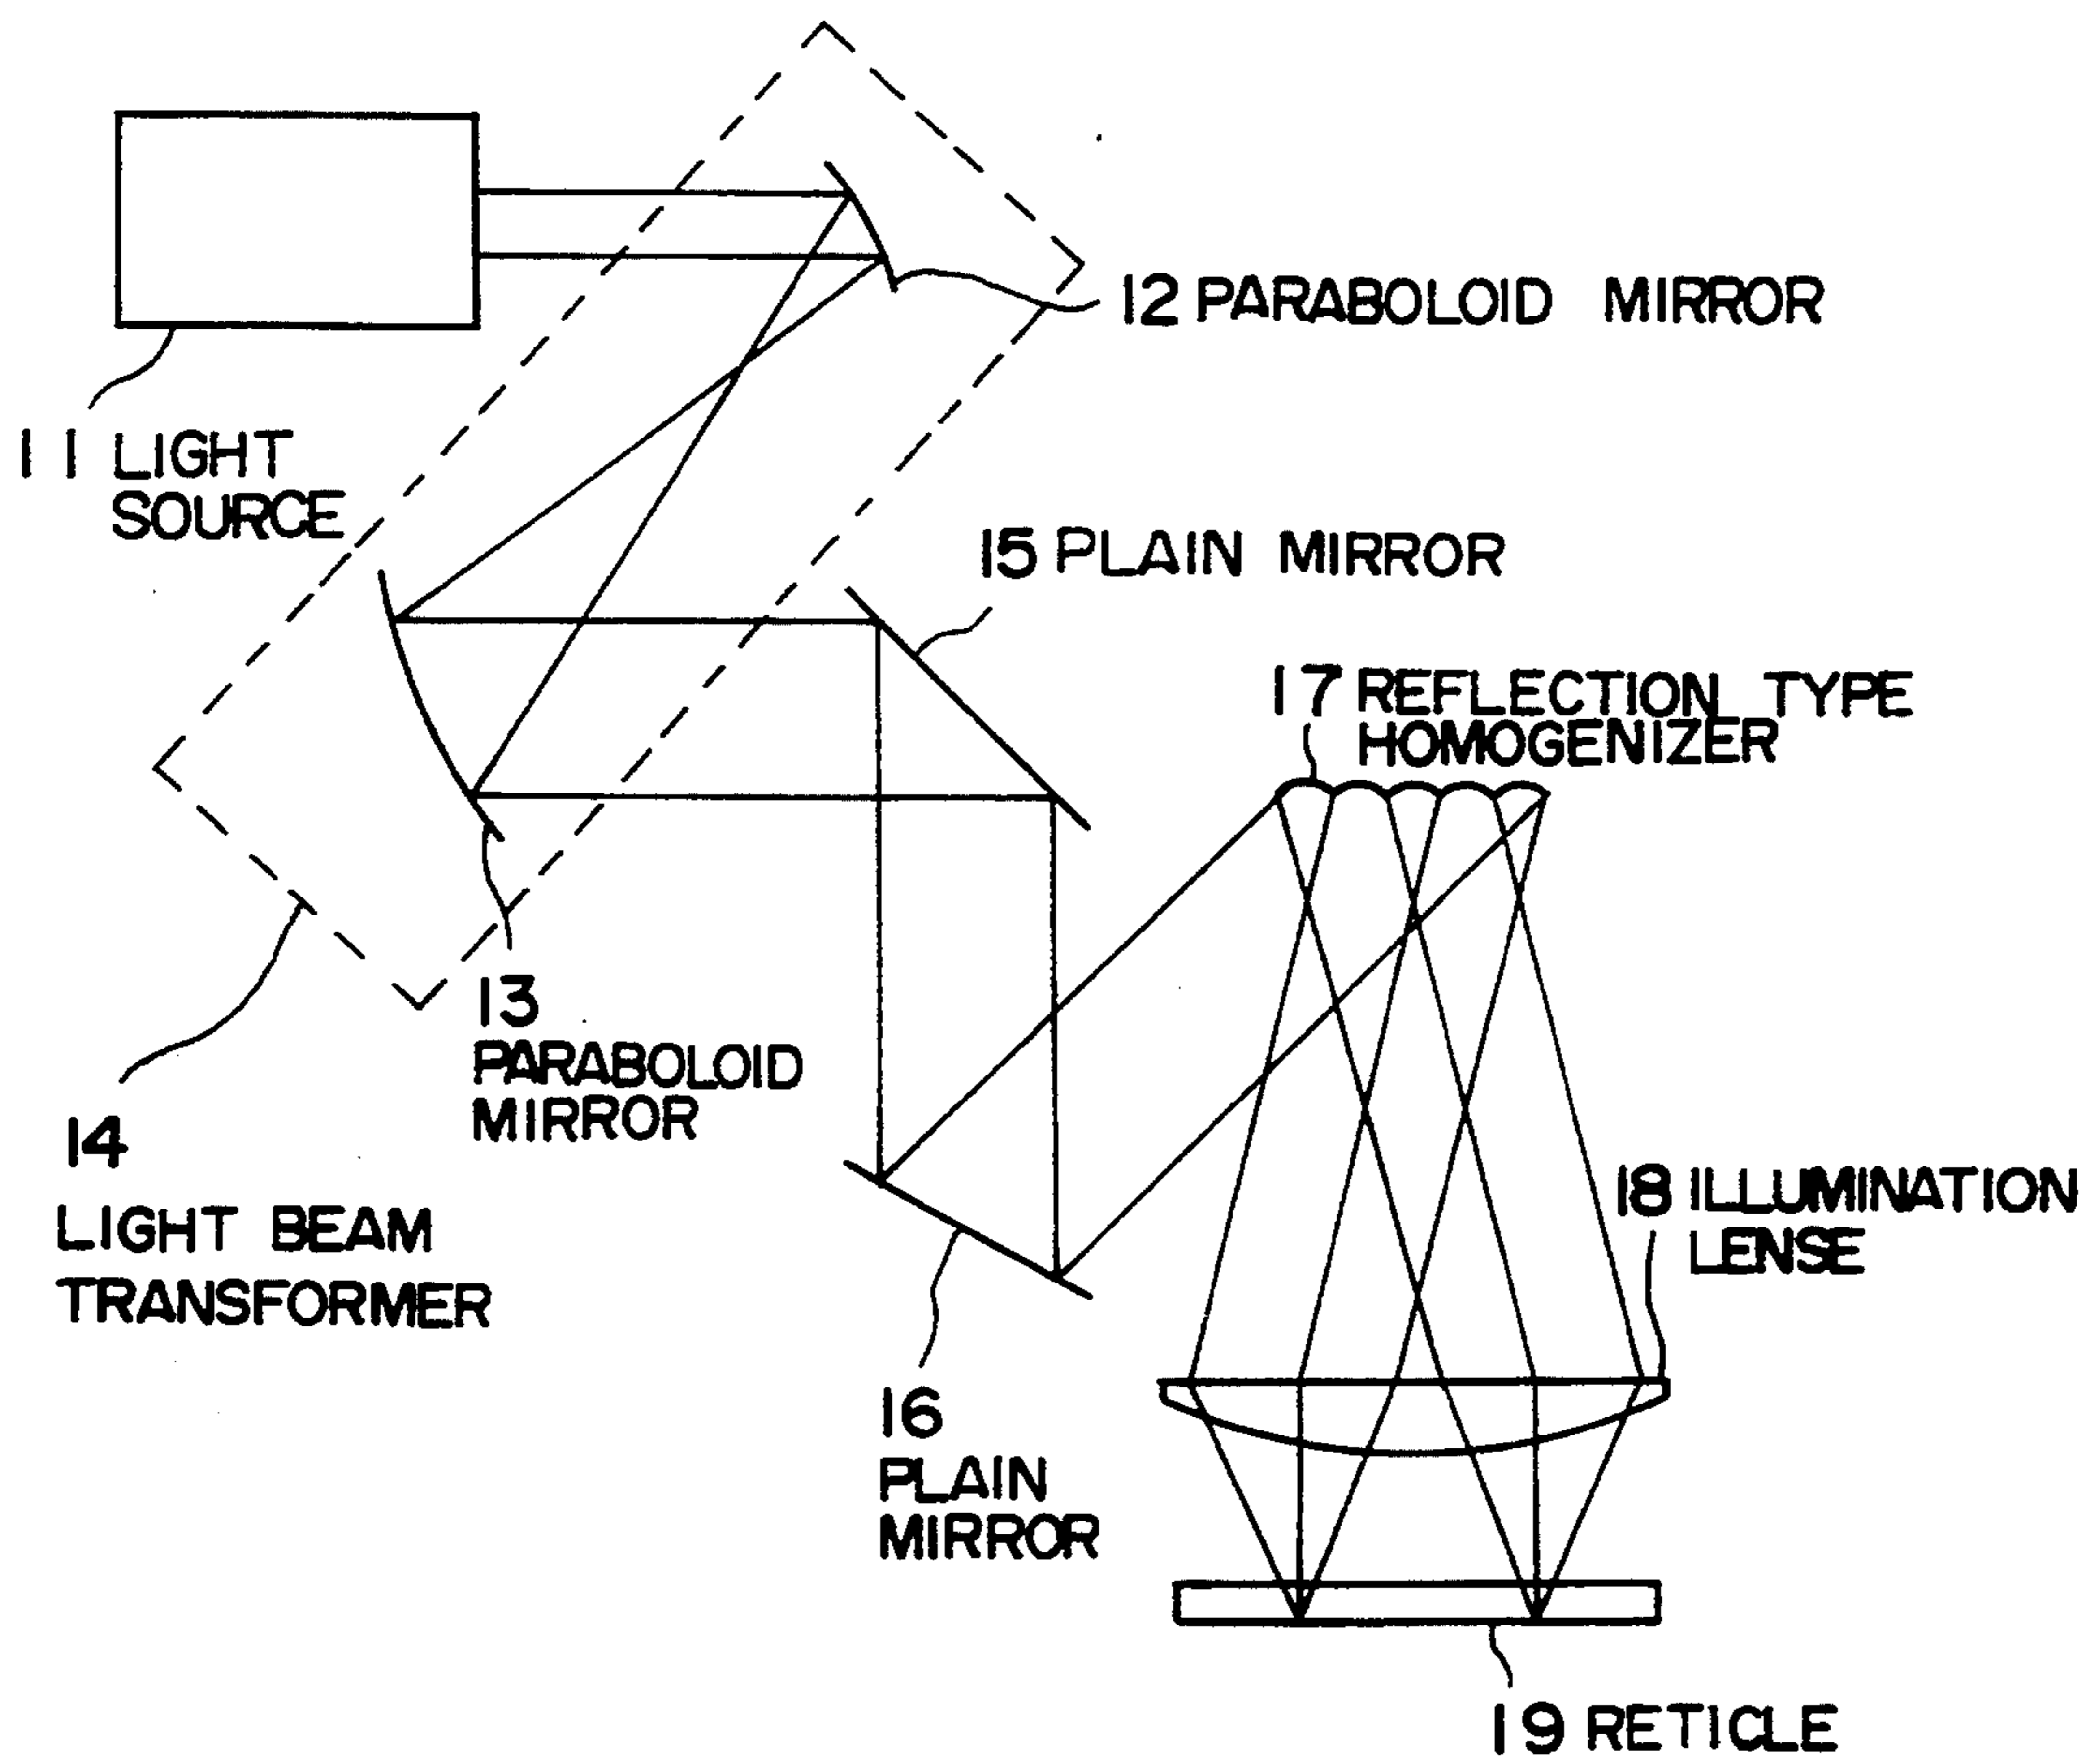 12 PARABOLOID MIRROR
11 LIGHT
SOURCE
15 PLAIN MIRROR
17 REFLECTION TYPE
HOMOGENIZER
13
PARABOLOID
MIRROR
14
LIGHT BEAM
TRANSFORMER
18 ILLUMINATION
LENSE
16
PLAIN
MIRROR
19 RETICLE